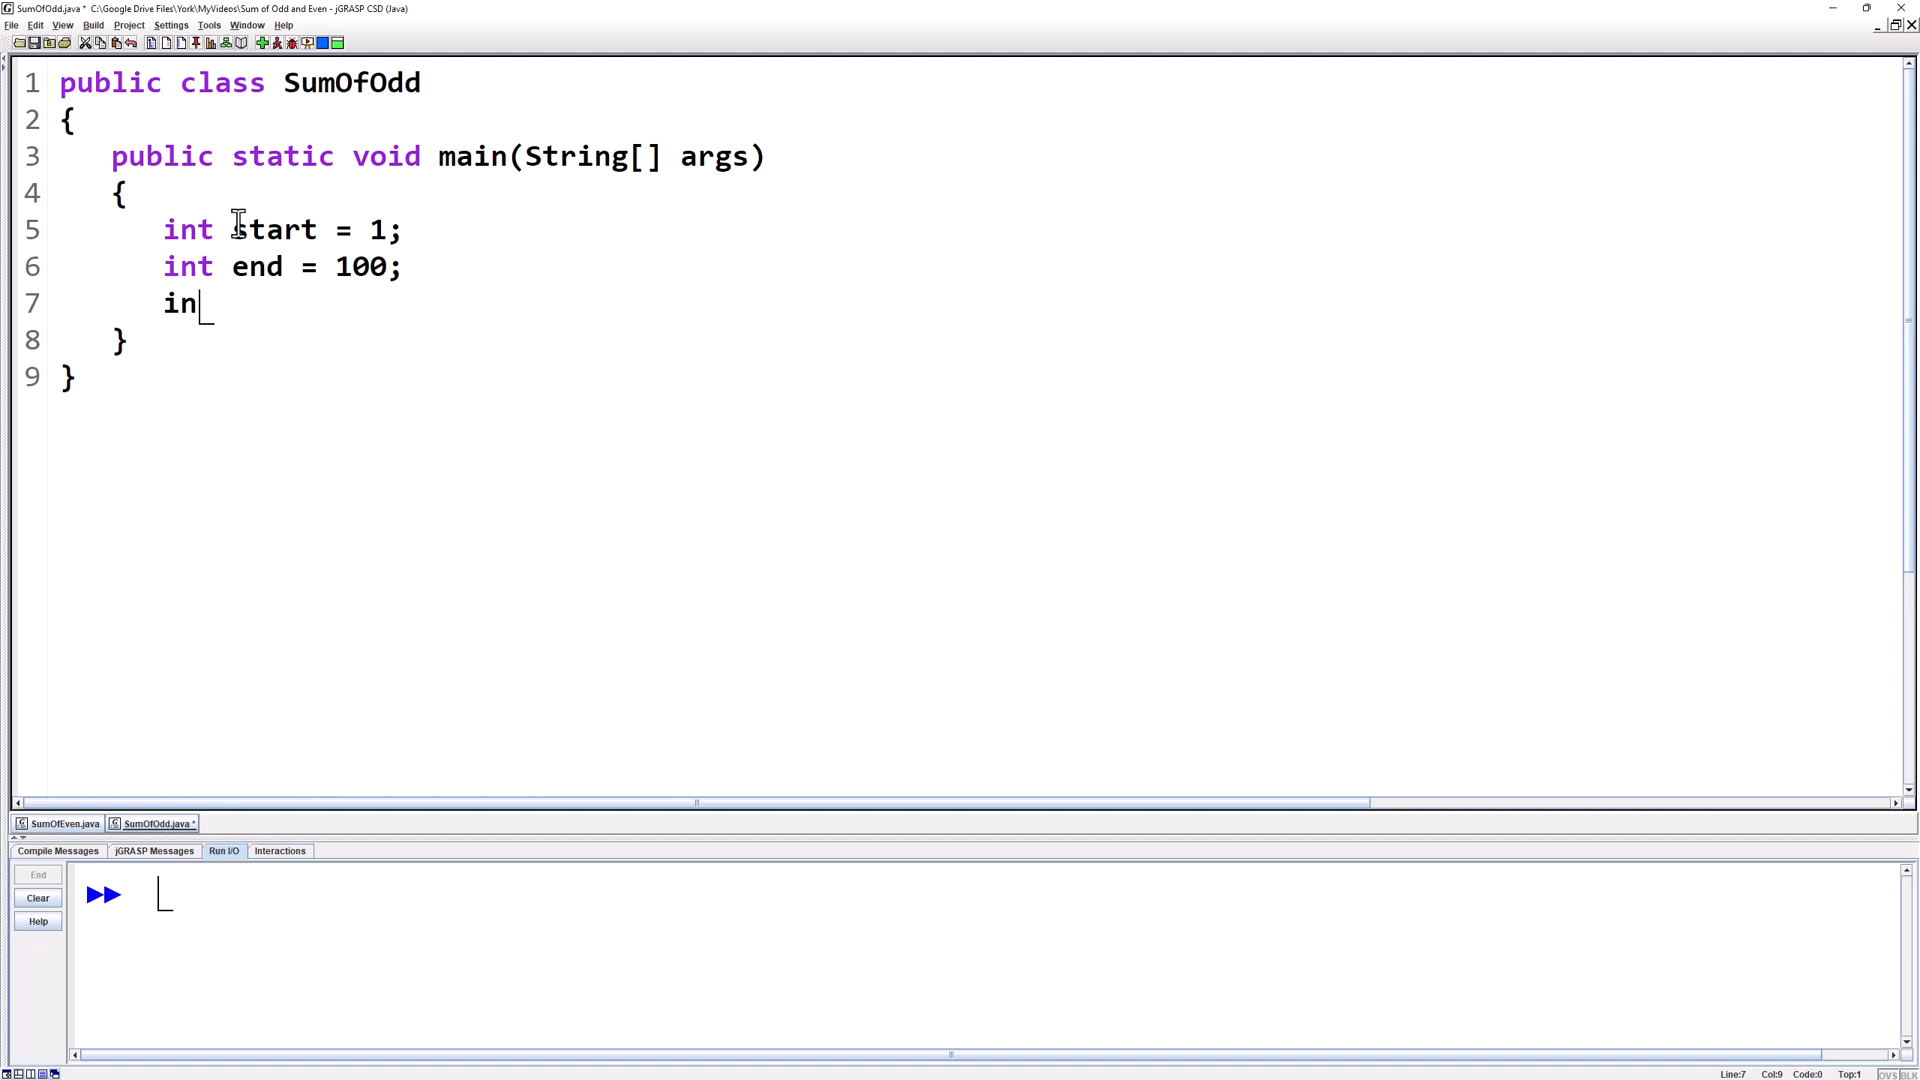 SumOfOdd.java * C:\Google Drive Files\York\MyVideos\Sum of Odd and Even - jGRASP CSD (Java)
File Edit View Build Project Settings Tools Window Help
1 public class SumOfOdd
2 {
3 public static void main(String[] args)
4 {
5 int start = 1;
6 int end = 100;
7 in
8 }
9 }
SumOfEven.java SumOfOdd.java *
Compile Messages jGRASP Messages Run I/O Interactions
End
Clear
Help
Line:7 Col:9 Code:0 Top:1 OVS BLK